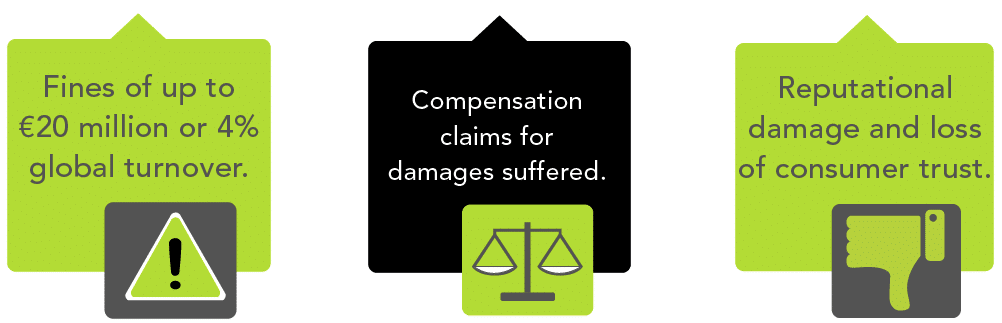 Fines of up to
€20 million or 4%
global turnover.
Compensation
claims for
damages suffered.
Reputational
damage and loss
of consumer trust.